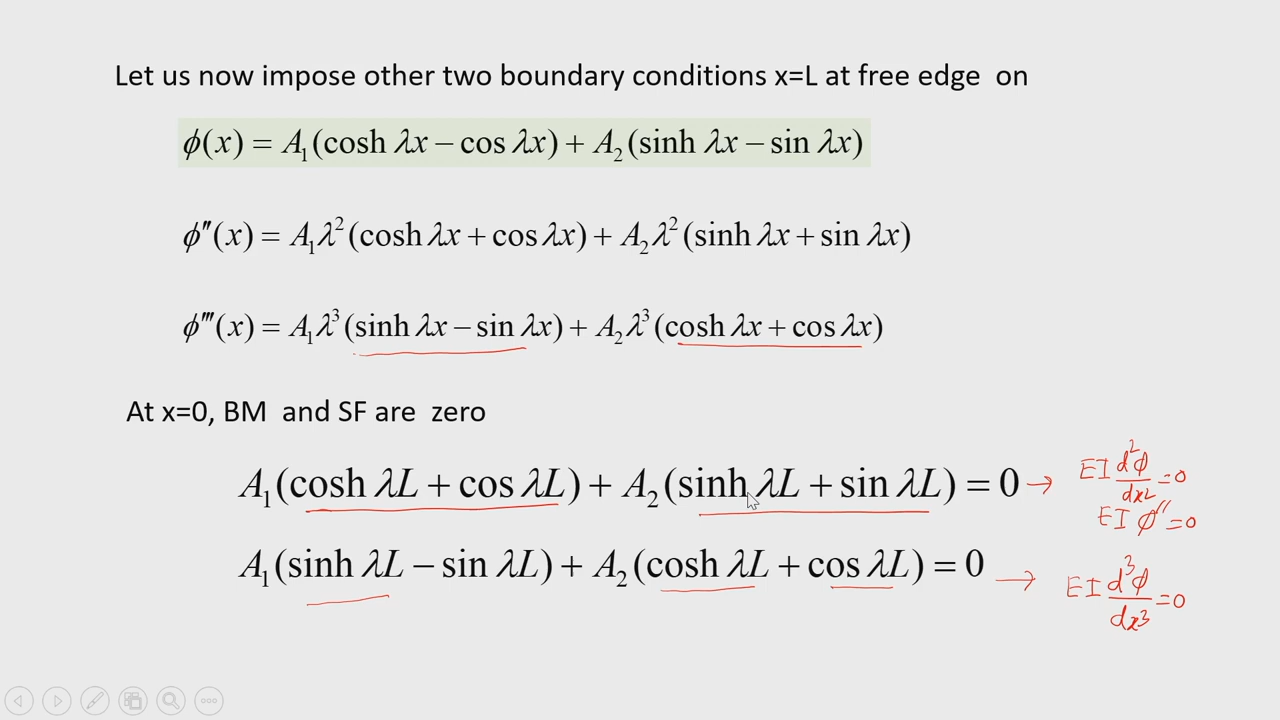 Let us now impose other two boundary conditions x=L at free edge on
ϕ(x) = A₁(cosh λx − cos λx) + A₂(sinh λx − sin λx)
ϕ″(x) = A₁λ²(cosh λx + cos λx) + A₂λ²(sinh λx + sin λx)
ϕ‴(x) = A₁λ³(sinh λx − sin λx) + A₂λ³(cosh λx + cos λx)
At x=0, BM and SF are zero
A₁(cosh λL + cos λL) + A₂(sinh λL + sin λL) = 0 → EI d²ϕ/dx² = 0
EI ϕ″ = 0
A₁(sinh λL − sin λL) + A₂(cosh λL + cos λL) = 0 → EI d³ϕ/dx³ = 0